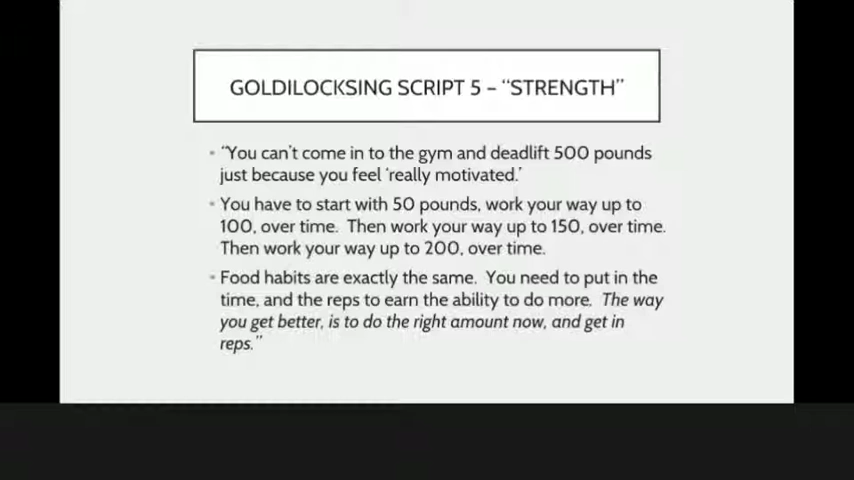 GOLDILOCKSING SCRIPT 5 – “STRENGTH”
“You can’t come in to the gym and deadlift 500 pounds
just because you feel ‘really motivated.’
You have to start with 50 pounds, work your way up to
100, over time. Then work your way up to 150, over time.
Then work your way up to 200, over time.
Food habits are exactly the same. You need to put in the
time, and the reps to earn the ability to do more. The way
you get better, is to do the right amount now, and get in
reps.”